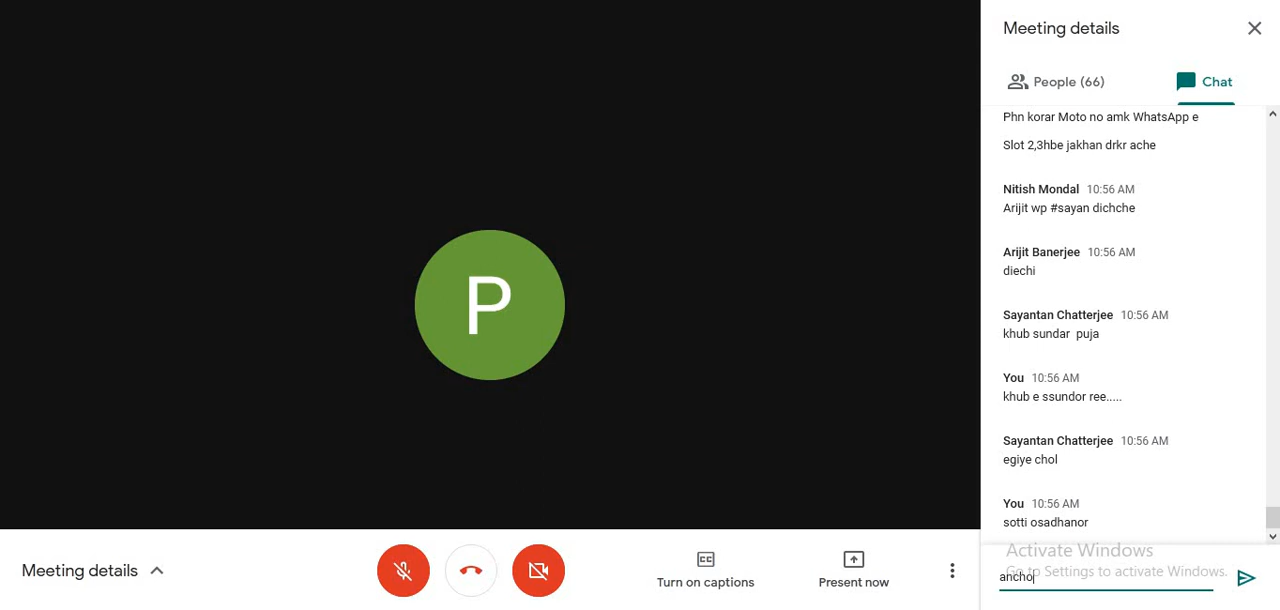 P
Meeting details
Turn on captions
Present now
Meeting details
People (66)
Chat
Phn korar Moto no amk WhatsApp e
Slot 2,3hbe jakhan drkr ache
Nitish Mondal 10:56 AM
Arijit wp #sayan dichche
Arijit Banerjee 10:56 AM
diechi
Sayantan Chatterjee 10:56 AM
khub sundar puja
You 10:56 AM
khub e ssundor ree.....
Sayantan Chatterjee 10:56 AM
egiye chol
You 10:56 AM
sotti osadhanor
Activate Windows
Go to Settings to activate Windows.
ancho